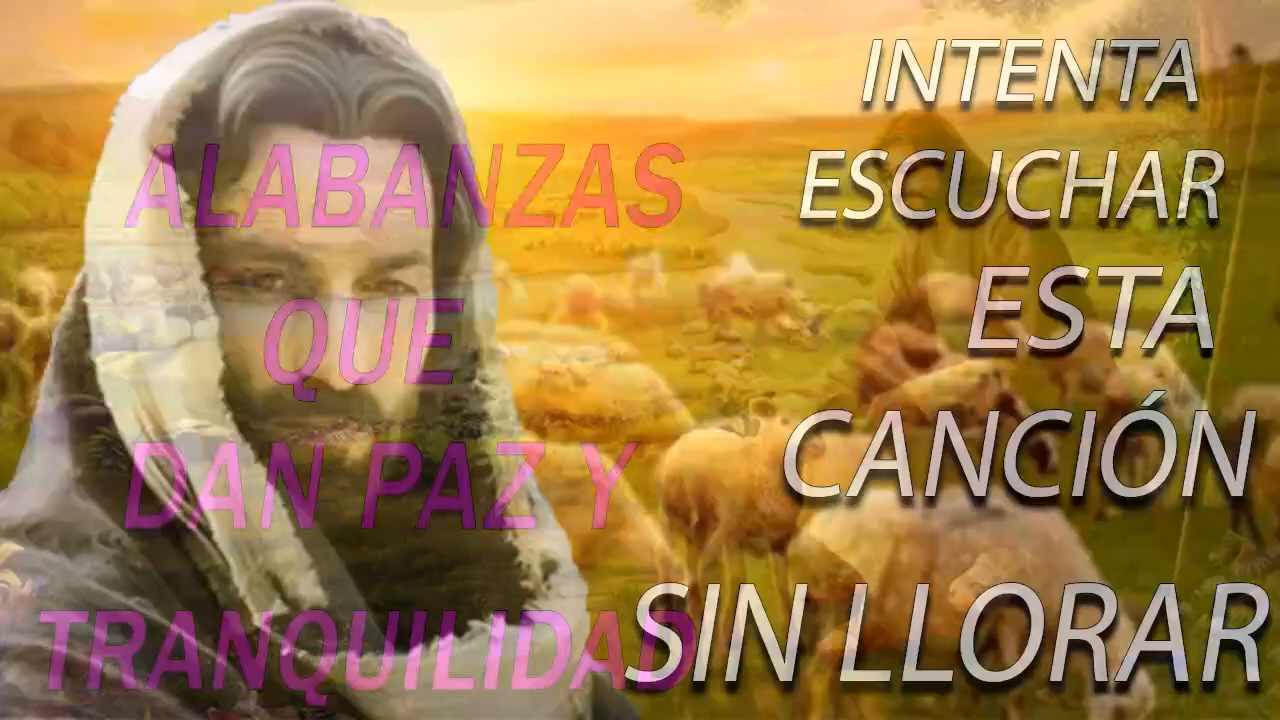 ALABANZAS
QUE
DAN PAZ Y
TRANQUILIDAD
INTENTA
ESCUCHAR
ESTA
CANCIÓN
SIN LLORAR